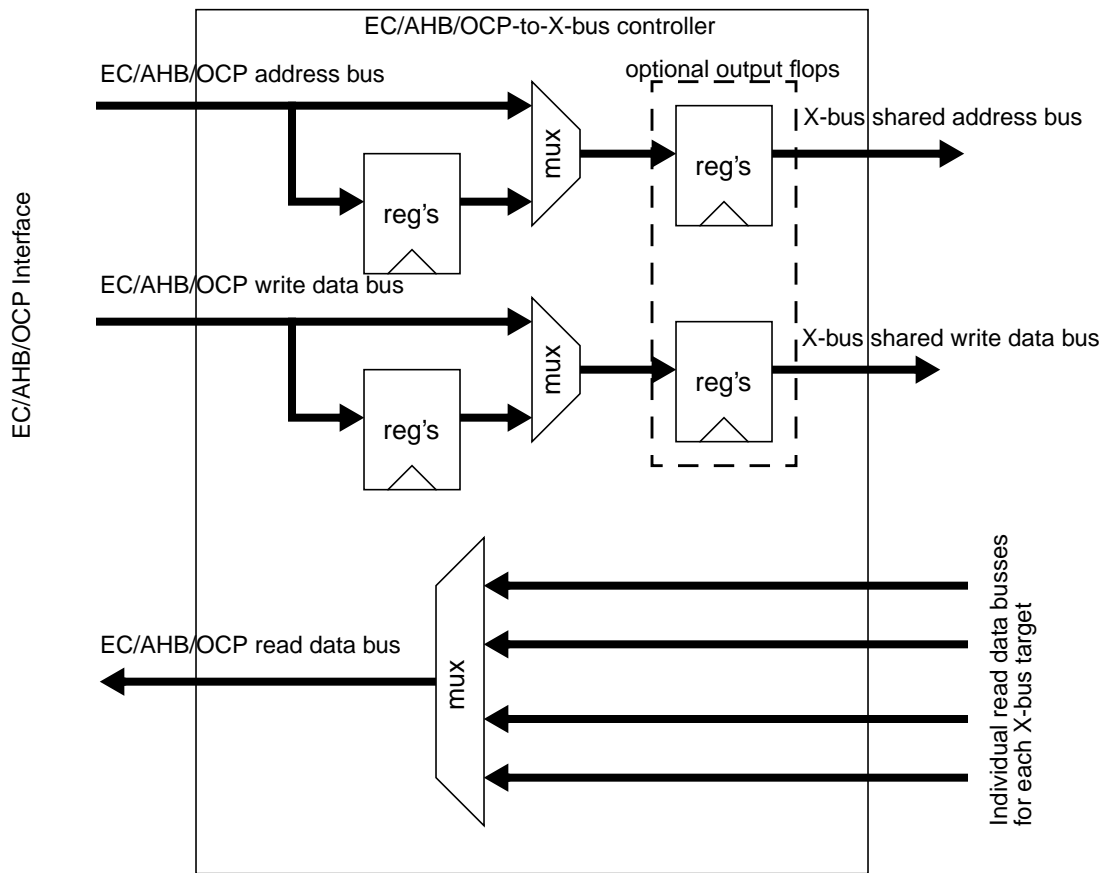 EC/AHB/OCP-to-X-bus controller
EC/AHB/OCP address bus
optional output flops
X-bus shared address bus
mux
reg's
reg's
EC/AHB/OCP Interface
EC/AHB/OCP write data bus
X-bus shared write data bus
mux
reg's
reg's
EC/AHB/OCP read data bus
mux
Individual read data busses
for each X-bus target